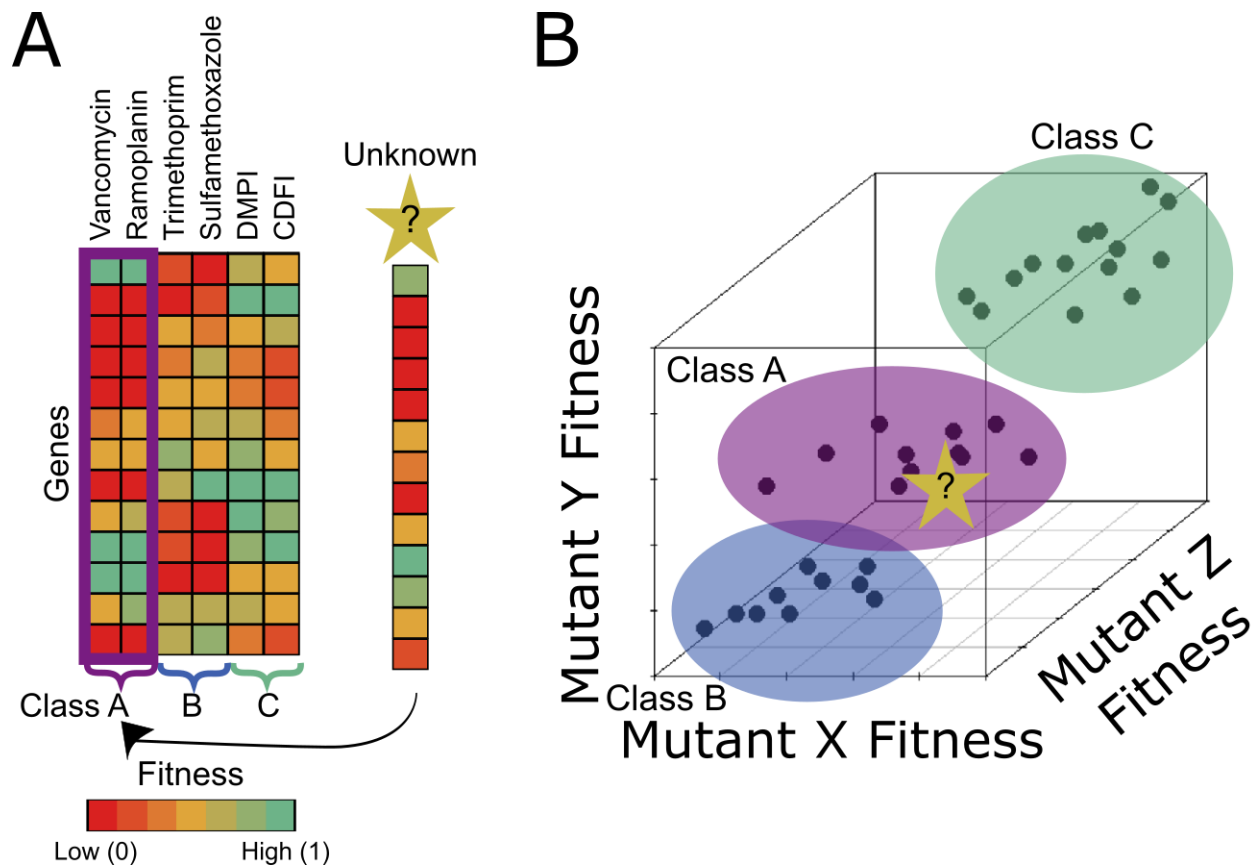 A
Vancomycin
Ramoplanin
Trimethoprim
Sulfamethoxazole
DMPI
CDFI
Unknown
?
Genes
Class A
B
C
Fitness
Low (0)
High (1)
B
Class C
Class A
?
Class B
Mutant Y Fitness
Mutant X Fitness
Mutant Z
Fitness